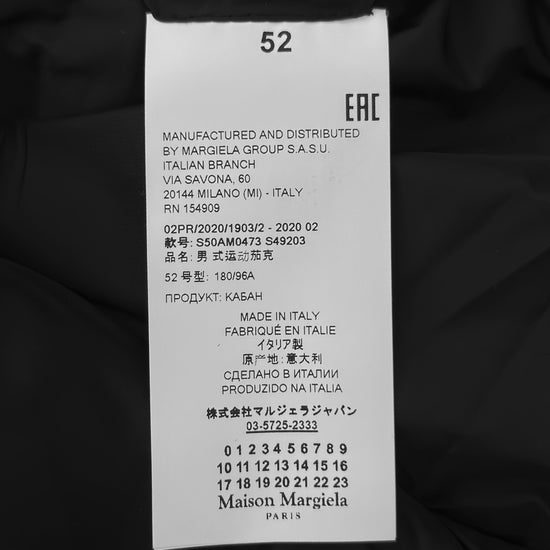 52
EAC
MANUFACTURED AND DISTRIBUTED
BY MARGIELA GROUP S.A.S.U.
ITALIAN BRANCH
VIA SAVONA, 60
20144 MILANO (MI) - ITALY
RN 154909
02PR/2020/1903/2 - 2020 02
款号: S50AM0473 S49203
品名: 男 式运动茄克
52 号型: 180/96A
ПРОДУКТ: КАБАН
MADE IN ITALY
FABRIQUÉ EN ITALIE
イタリア製
原产地: 意大利
СДЕЛАНО В ИТАЛИИ
PRODUZIDO NA ITALIA
株式会社マルジェラジャパン
03-5725-2333
0 1 2 3 4 5 6 7 8 9
10 11 12 13 14 15 16
17 18 19 20 21 22 23
Maison Margiela
PARIS